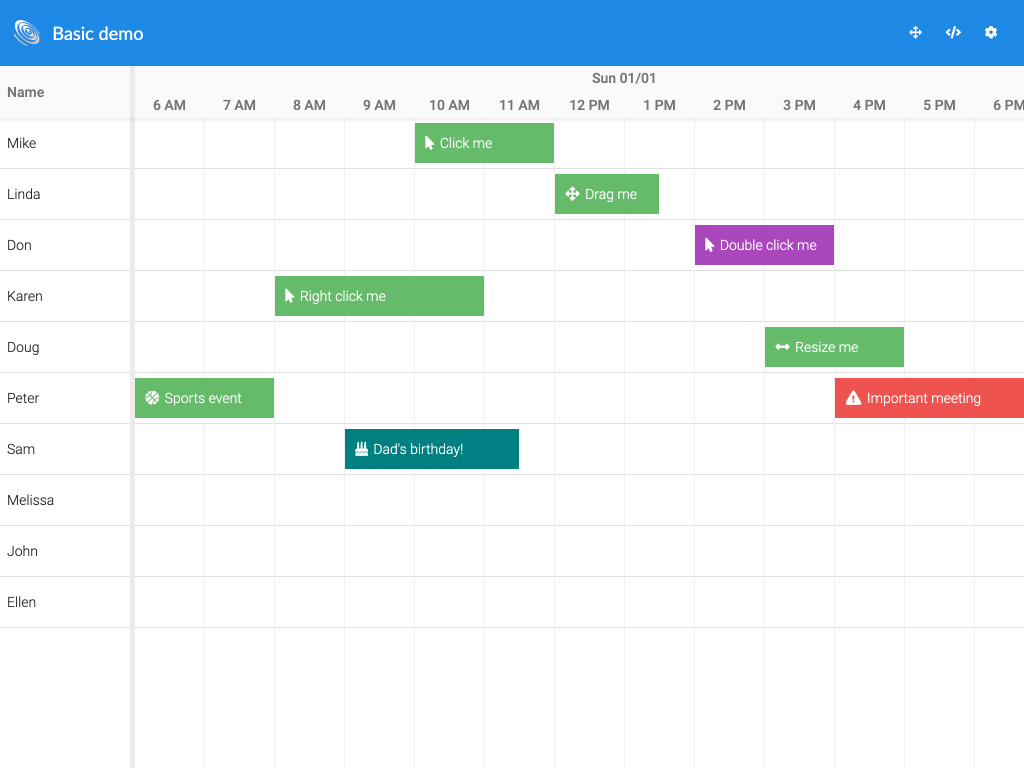 Basic demo
Name
Sun 01/01
6 AM 7 AM 8 AM 9 AM 10 AM 11 AM 12 PM 1 PM 2 PM 3 PM 4 PM 5 PM 6 PM
Mike Click me
Linda Drag me
Don Double click me
Karen Right click me
Doug Resize me
Peter Sports event Important meeting
Sam Dad's birthday!
Melissa
John
Ellen